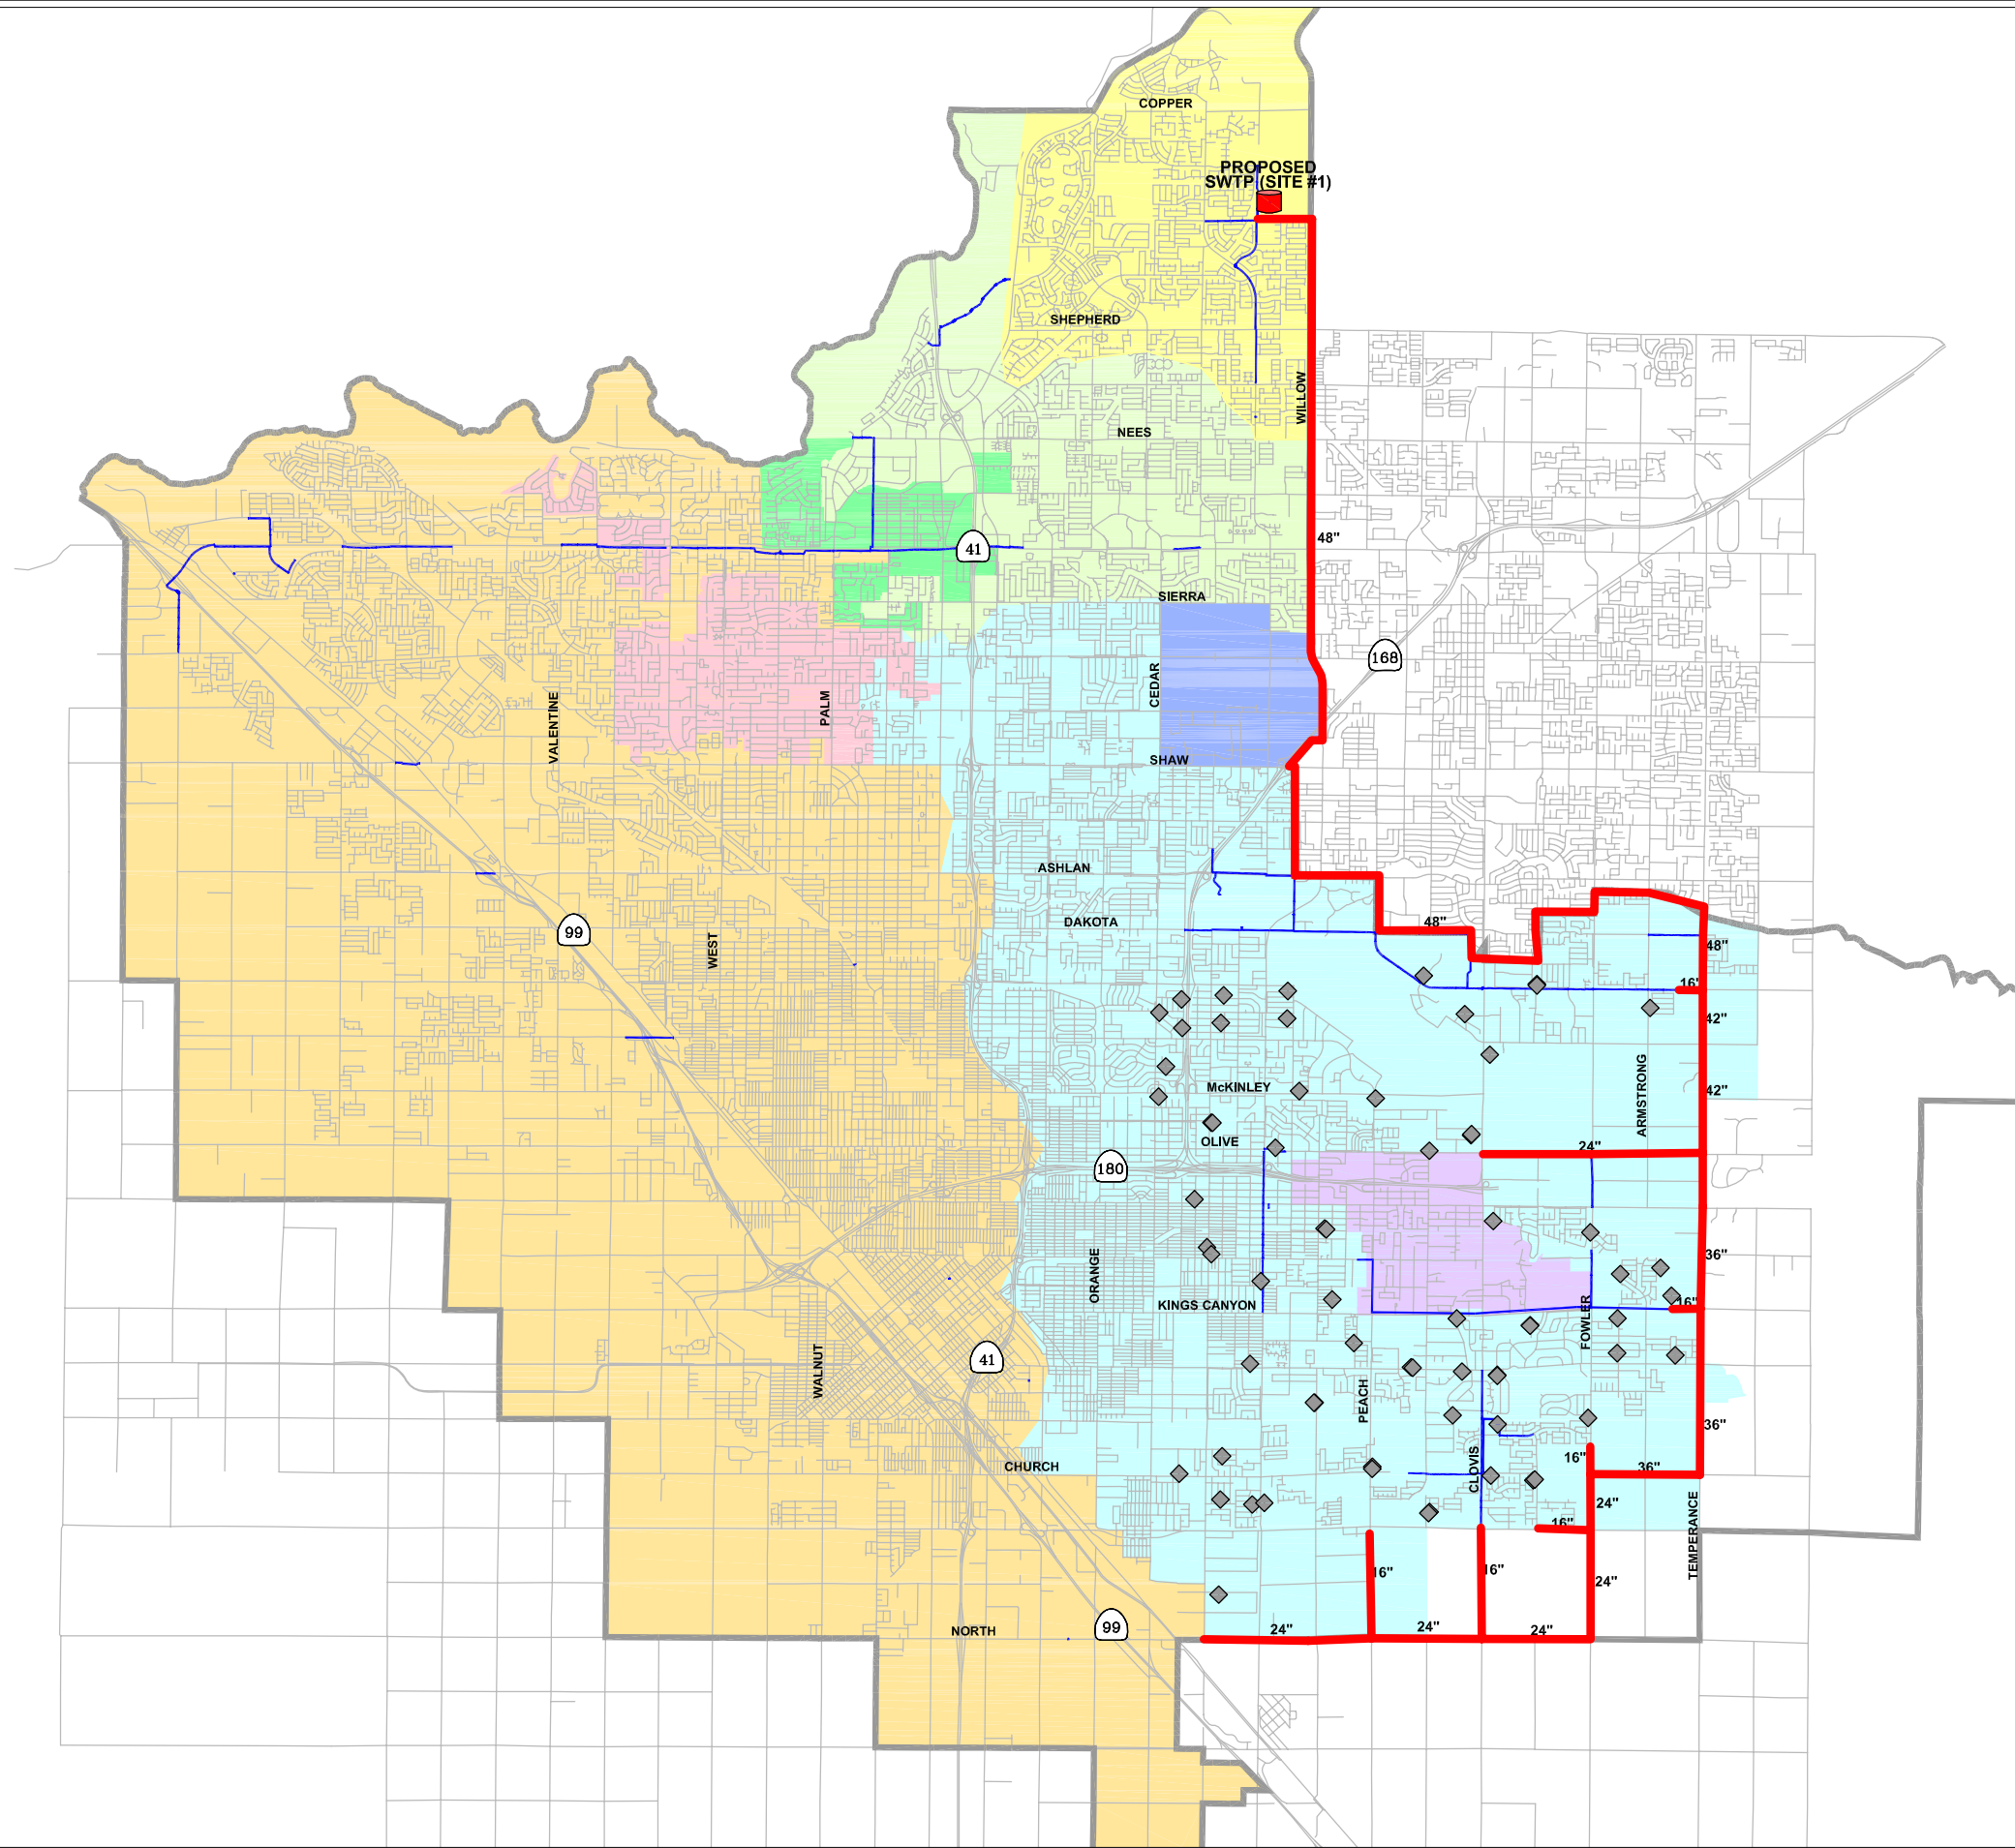 COPPER
PROPOSED
SWTP (SITE #1)
SHEPHERD
WILLOW
NEES
48"
41
SIERRA
168
CEDAR
PALM
VALENTINE
SHAW
ASHLAN
DAKOTA
48"
99
WEST
48"
16"
42"
ARMSTRONG
McKINLEY
42"
OLIVE
24"
180
36"
ORANGE
KINGS CANYON
16"
FOWLER
41
WALNUT
PEACH
36"
CLOVIS
16"
CHURCH
36"
24"
16"
TEMPERANCE
16"
16"
24"
99
NORTH
24"
24"
24"